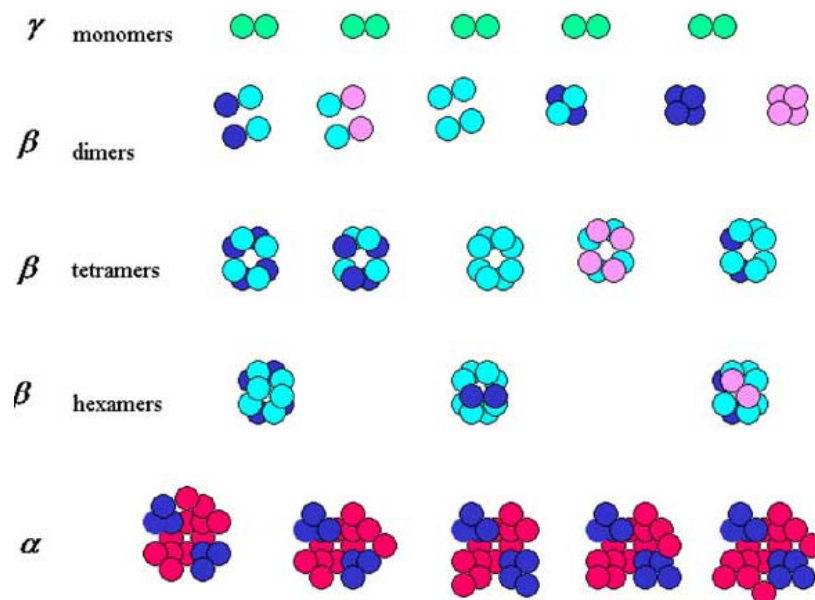 γ monomers
β dimers
β tetramers
β hexamers
α